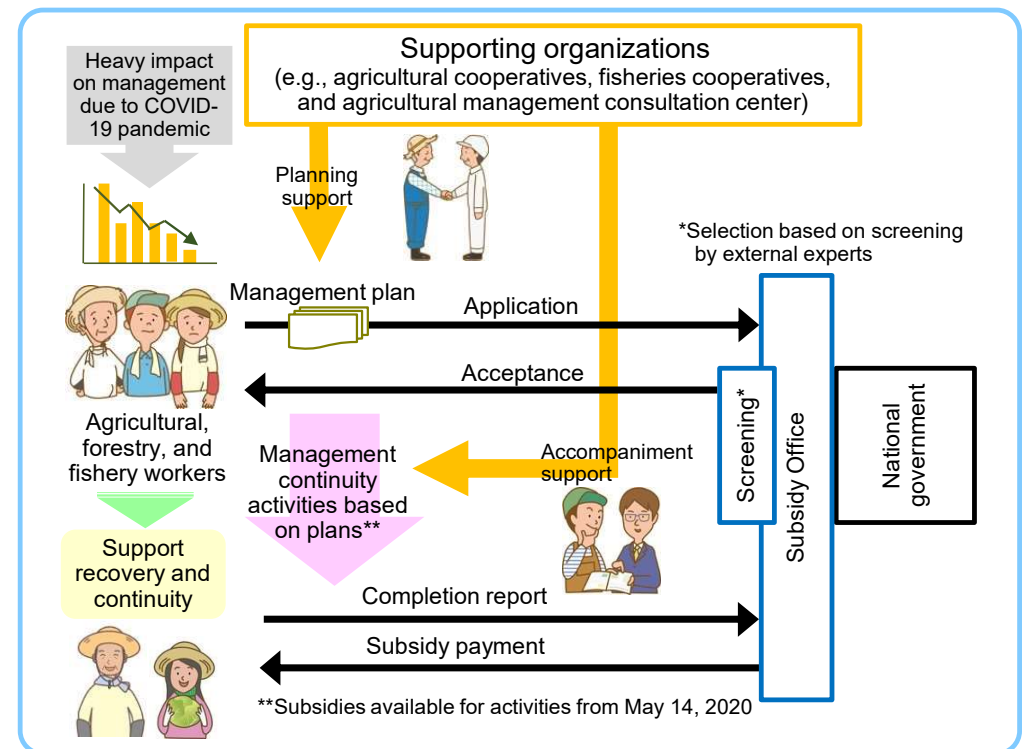 Supporting organizations
(e.g., agricultural cooperatives, fisheries cooperatives,
and agricultural management consultation center)
Heavy impact
on management
due to COVID-
19 pandemic
Planning
support
*Selection based on screening
by external experts
Management plan
Application
Acceptance
Agricultural,
forestry, and
fishery workers
Management
continuity
activities based
on plans**
Accompaniment
support
Screening*
Subsidy Office
National
government
Support
recovery and
continuity
Completion report
Subsidy payment
**Subsidies available for activities from May 14, 2020